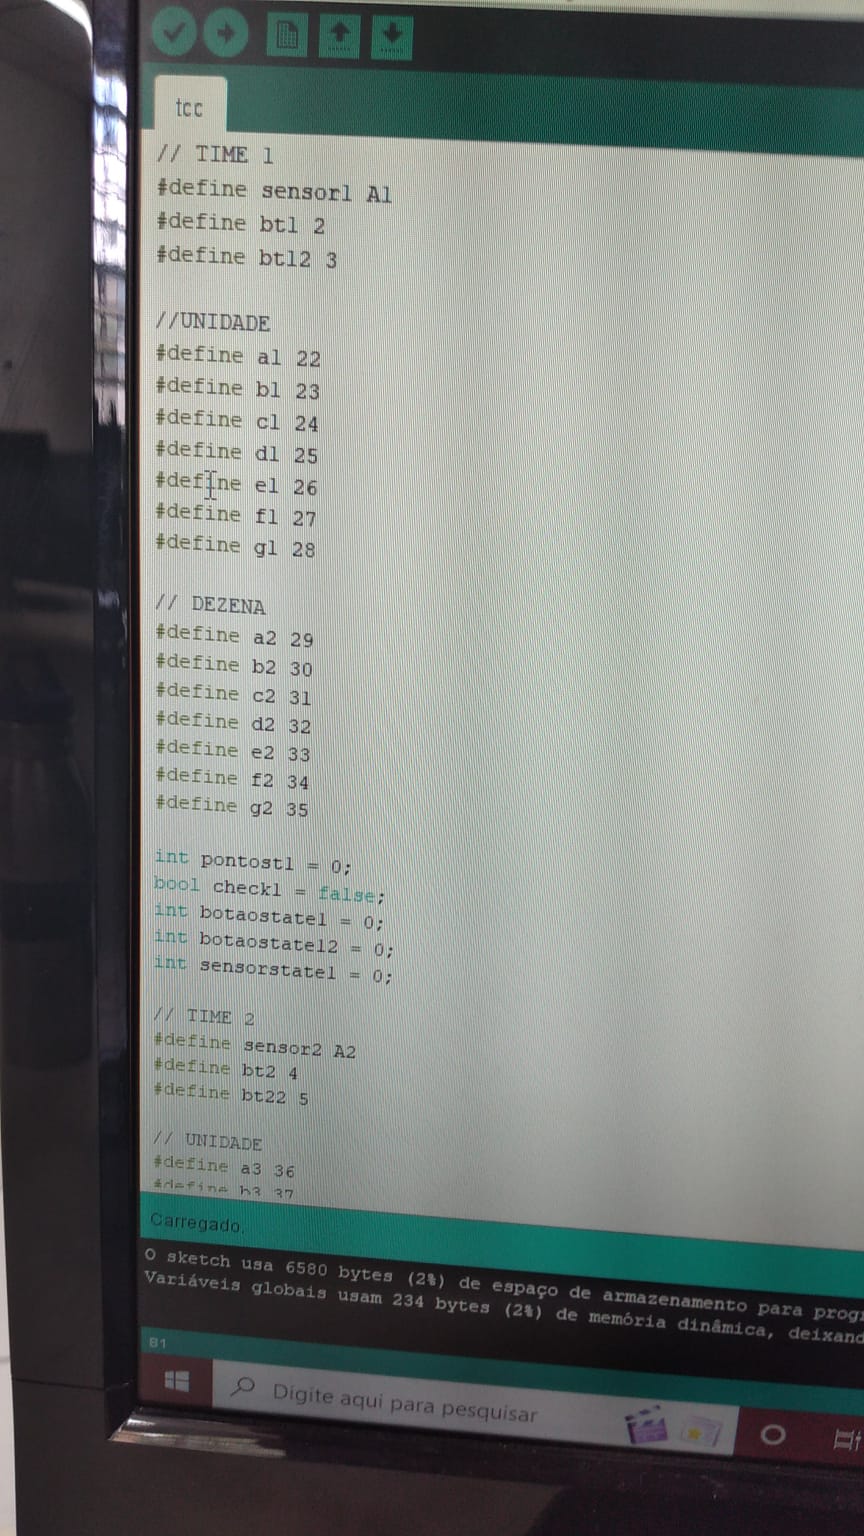 tcc
// TIME 1
#define sensor1 A1
#define bt1 2
#define bt12 3
//UNIDADE
#define a1 22
#define b1 23
#define c1 24
#define d1 25
#define e1 26
#define f1 27
#define g1 28
// DEZENA
#define a2 29
#define b2 30
#define c2 31
#define d2 32
#define e2 33
#define f2 34
#define g2 35
int pontost1 = 0;
bool check1 = false;
int botaostate1 = 0;
int botaostate12 = 0;
int sensorstate1 = 0;
// TIME 2
#define sensor2 A2
#define bt2 4
#define bt22 5
// UNIDADE
#define a3 36
#define b3 37
Carregado.
O sketch usa 6580 bytes (2%) de espaço de armazenamento para progr
Variáveis globais usam 234 bytes (2%) de memória dinâmica, deixand
81
Digite aqui para pesquisar